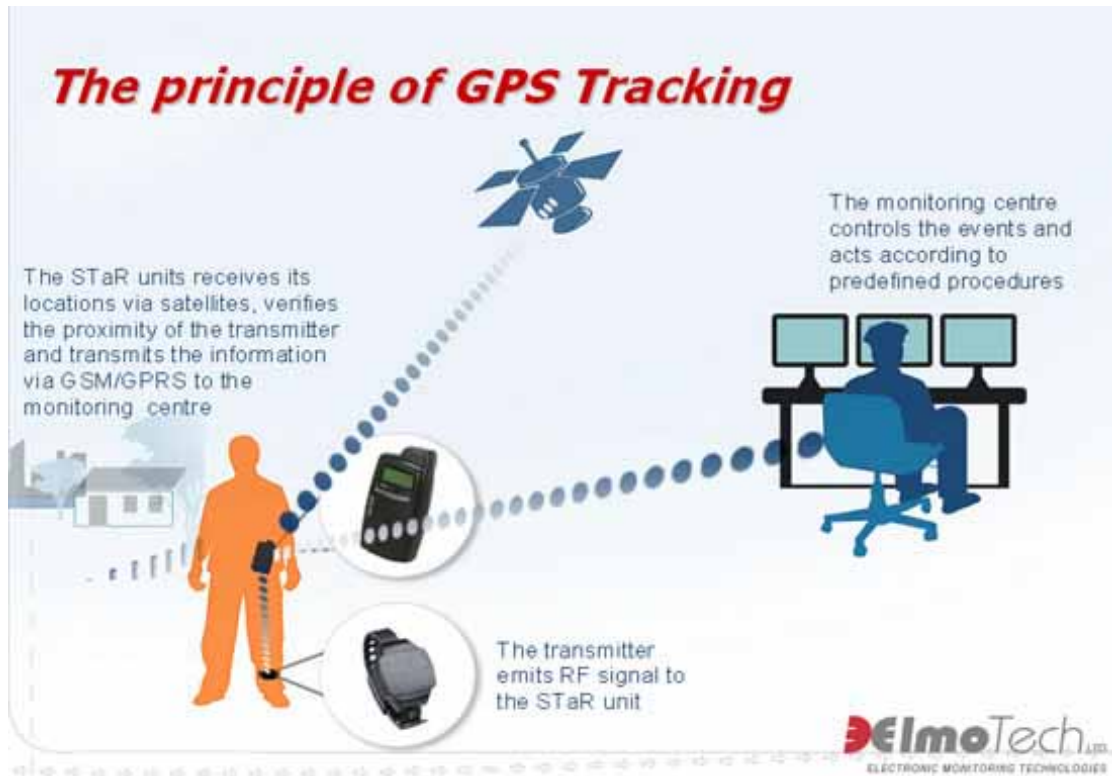 The principle of GPS Tracking
The STaR units receives its
locations via satellites, verifies
the proximity of the transmitter
and transmits the information
via GSM/GPRS to the
monitoring centre
The monitoring centre
controls the events and
acts according to
predefined procedures
The transmitter
emits RF signal to
the STaR unit
ElmoTech LTD.
ELECTRONIC MONITORING TECHNOLOGIES